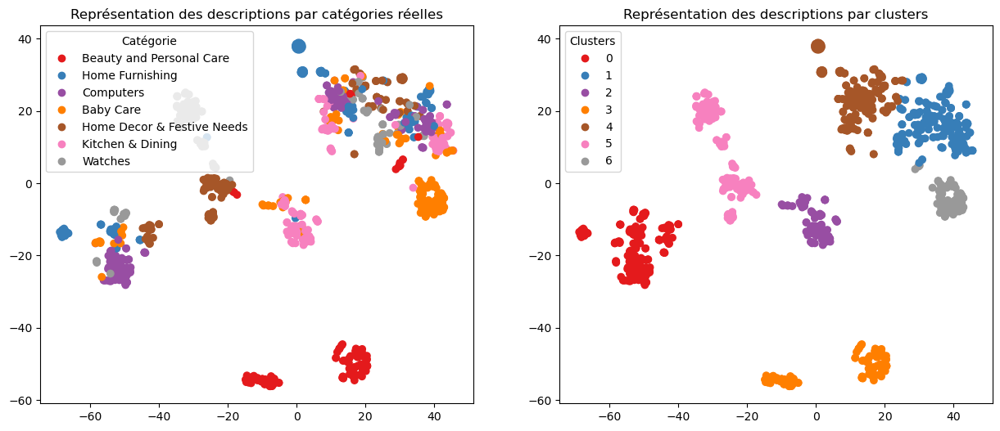 Représentation des descriptions par catégories réelles
40
20
0
−20
−40
−60
−60
−40
−20
0
20
40
Catégorie
Beauty and Personal Care
Home Furnishing
Computers
Baby Care
Home Decor & Festive Needs
Kitchen & Dining
Watches
Représentation des descriptions par clusters
40
20
0
−20
−40
−60
−60
−40
−20
0
20
40
Clusters
0
1
2
3
4
5
6